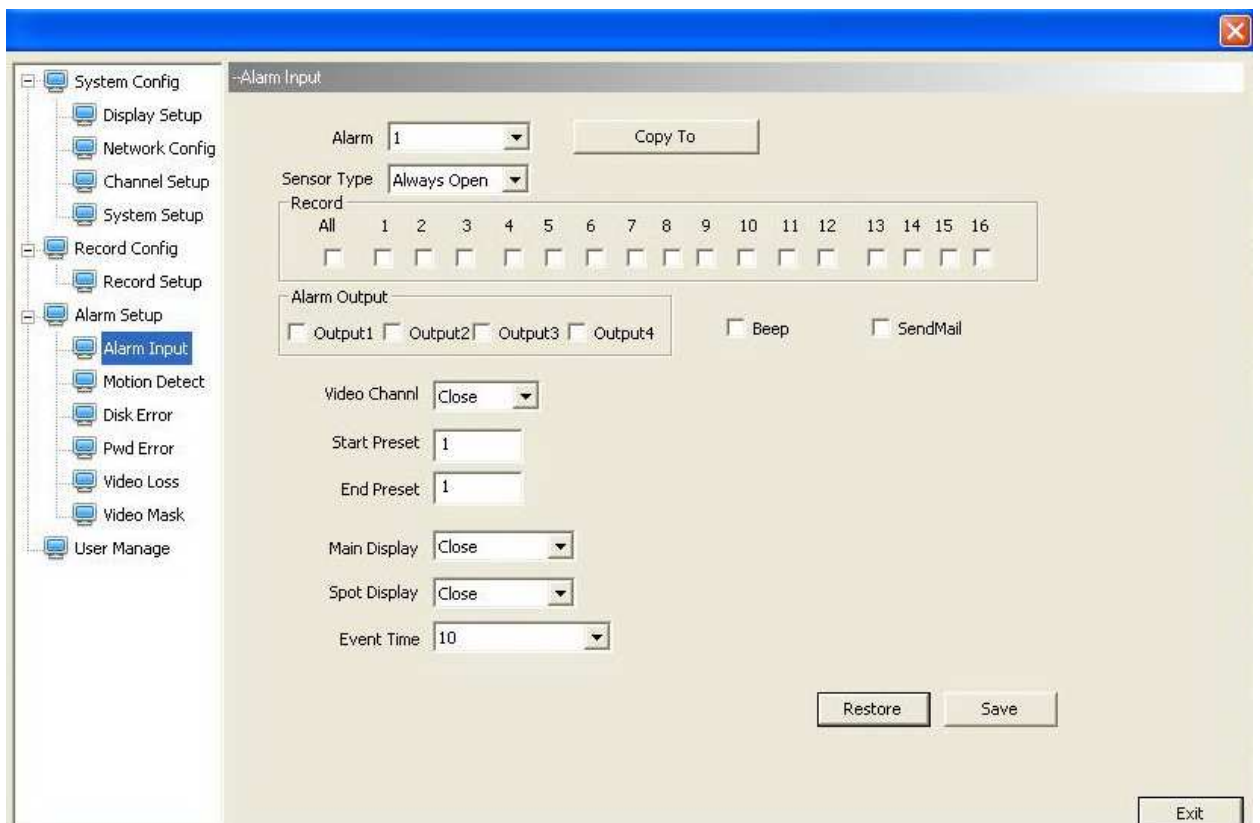 System Config
Display Setup
Network Config
Channel Setup
System Setup
Record Config
Record Setup
Alarm Setup
Alarm Input
Motion Detect
Disk Error
Pwd Error
Video Loss
Video Mask
User Manage
--Alarm Input
Alarm 1 Copy To
Sensor Type Always Open
Record
All 1 2 3 4 5 6 7 8 9 10 11 12 13 14 15 16
Alarm Output
Output1 Output2 Output3 Output4 Beep SendMail
Video Channl Close
Start Preset 1
End Preset 1
Main Display Close
Spot Display Close
Event Time 10
Restore Save
Exit